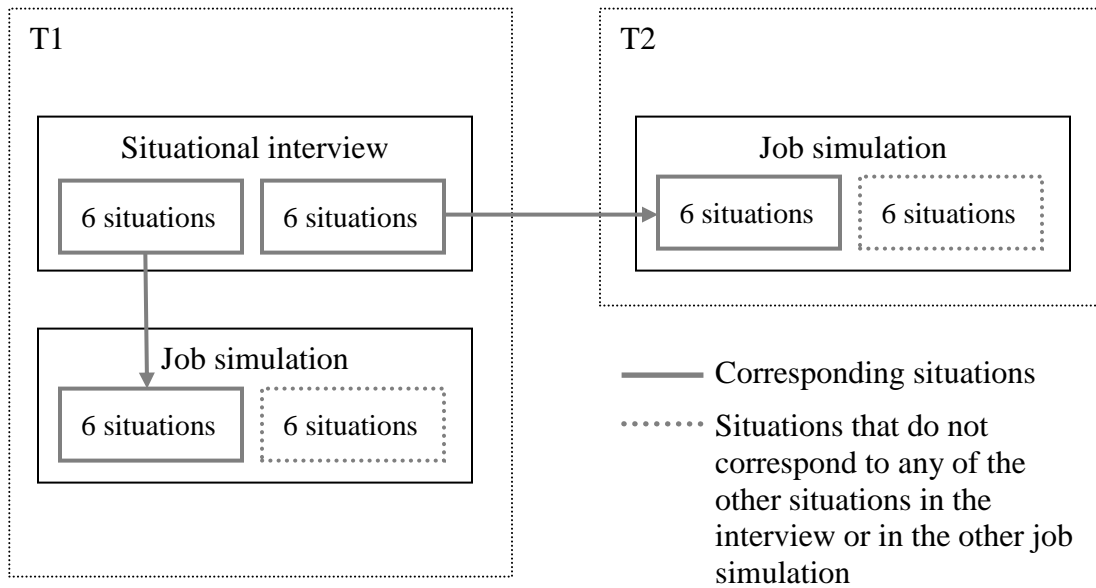 T1
Situational interview
6 situations
6 situations
Job simulation
6 situations
6 situations
T2
Job simulation
6 situations
6 situations
Corresponding situations
Situations that do not
correspond to any of the
other situations in the
interview or in the other job
simulation